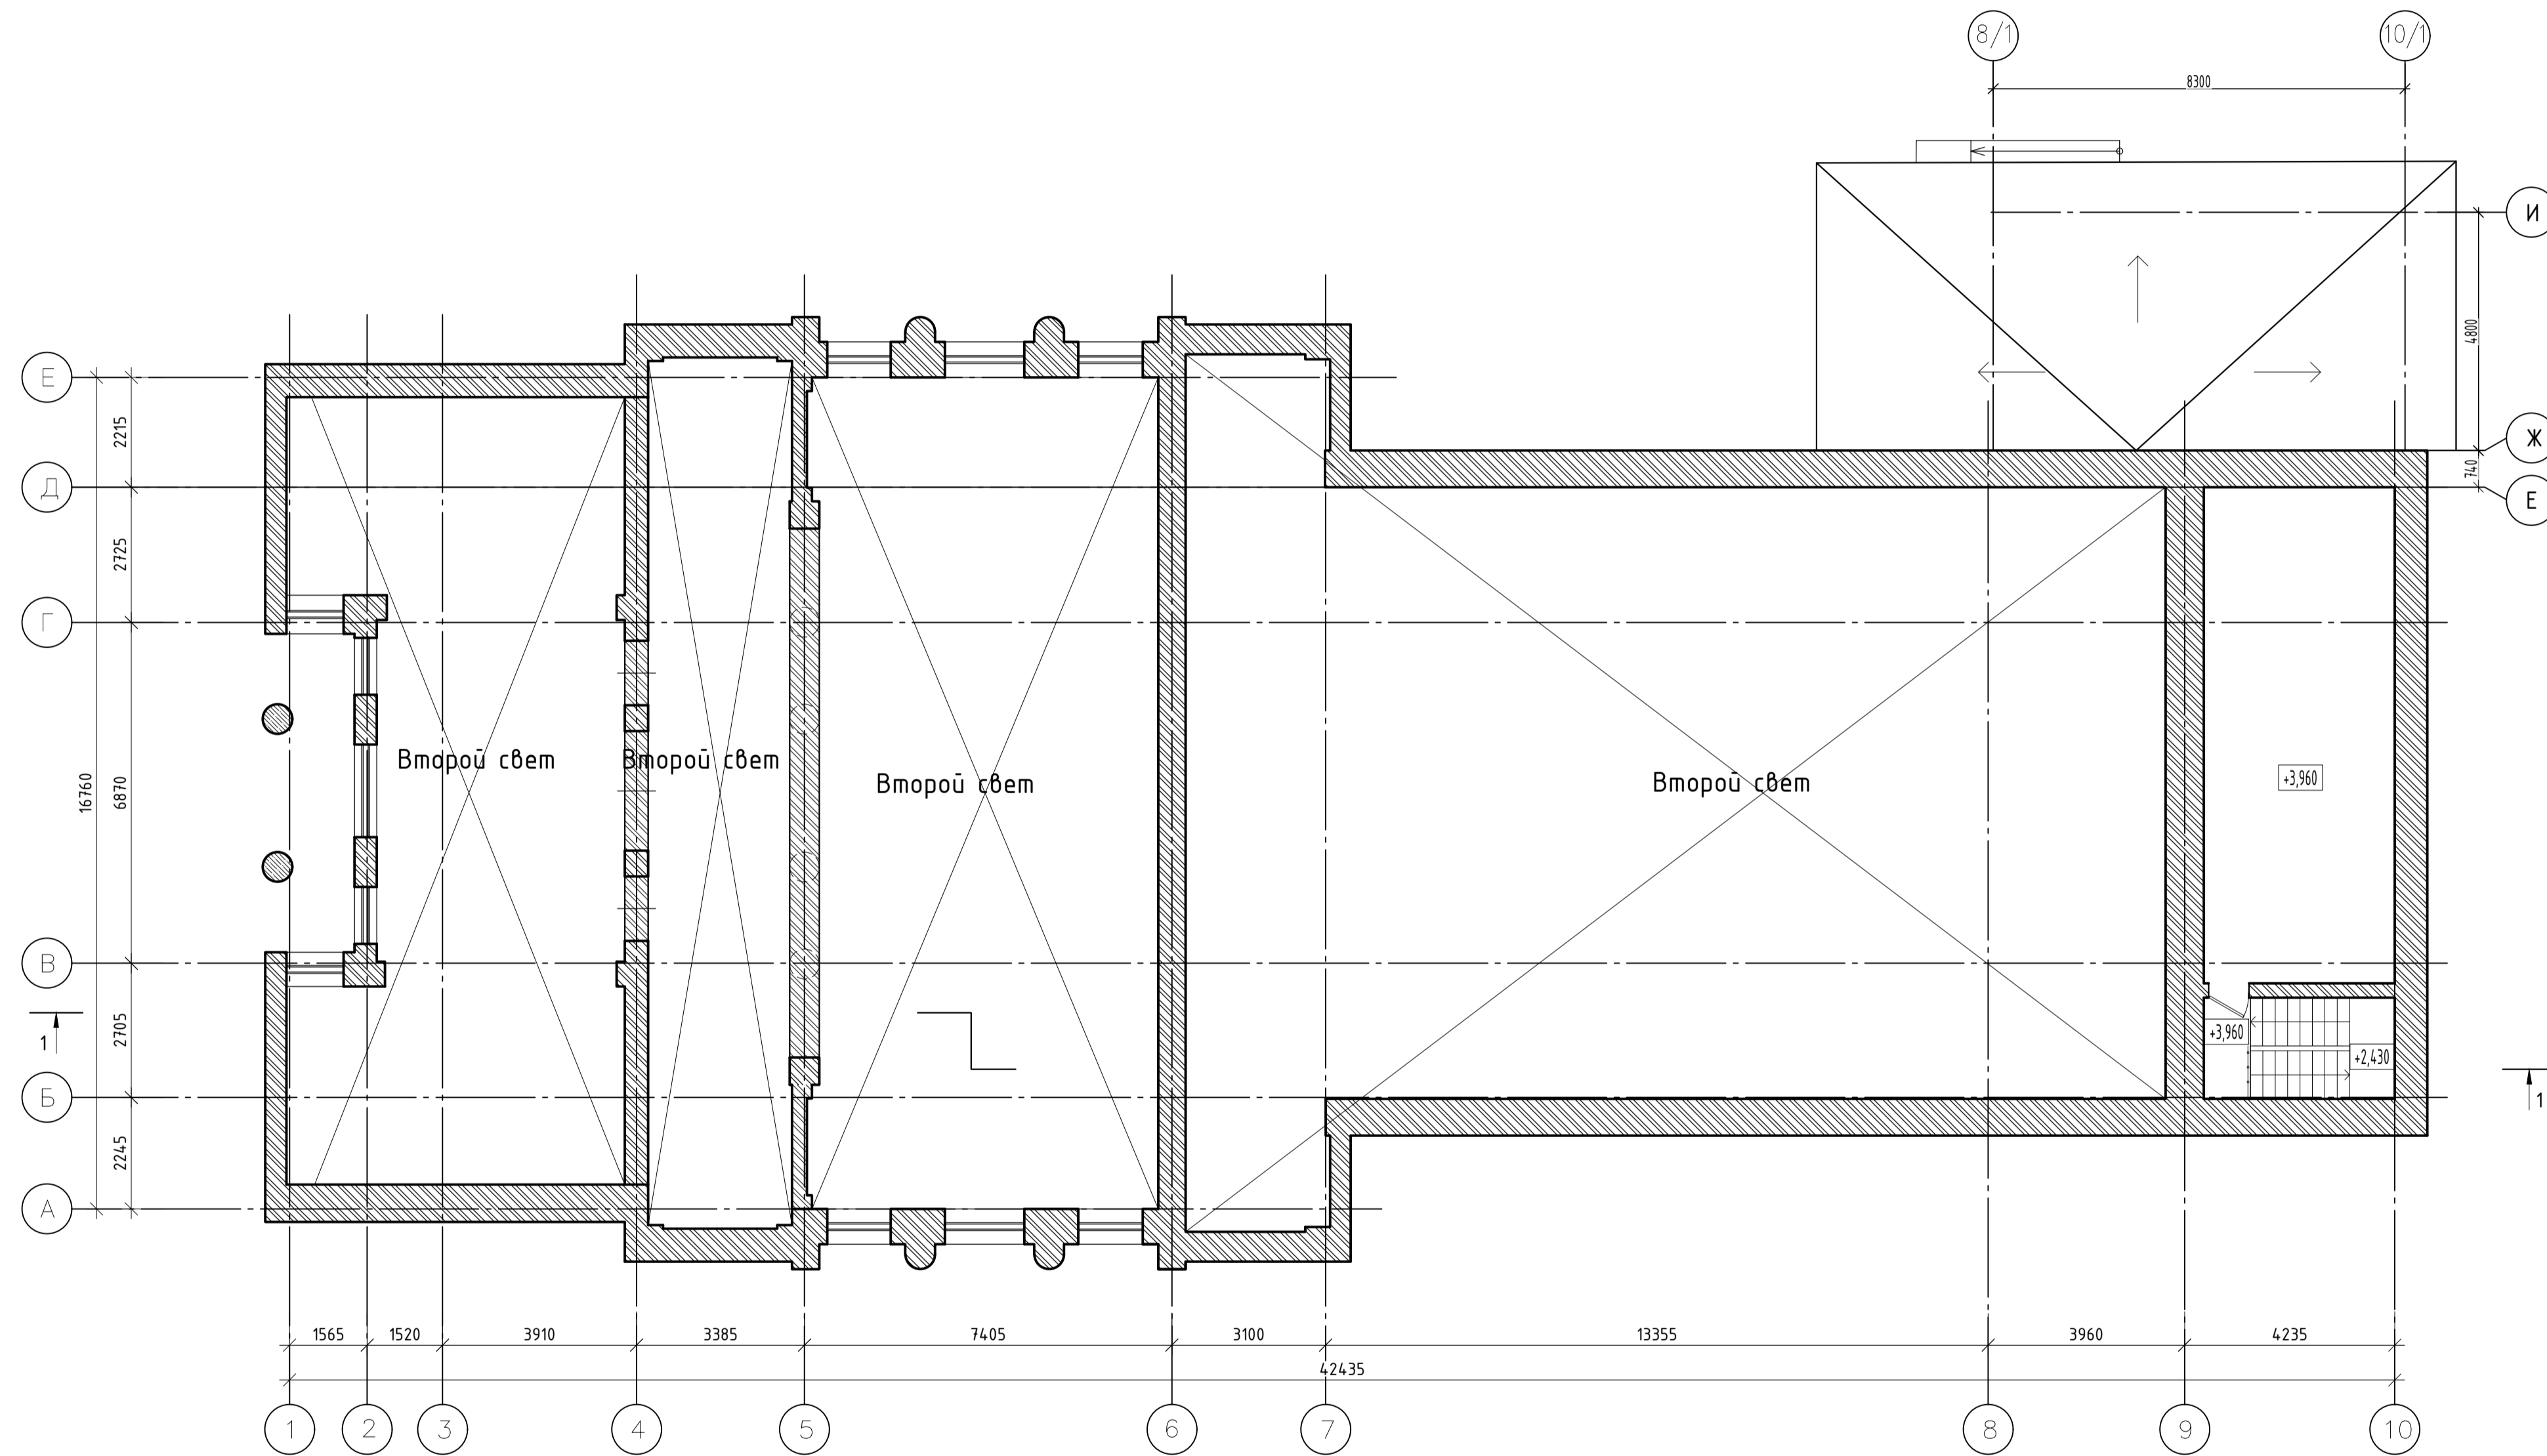 8/1
10/1
8300
И
4800
Ж
740
Е
Е
2215
Д
2725
Г
16760
6870
Второй свет
Второй свет
Второй свет
Второй свет
+3,960
В
2705
1
+3,960
+2,430
1
Б
2245
А
1565
1520
3910
3385
7405
3100
13355
3960
4235
42435
1
2
3
4
5
6
7
8
9
10